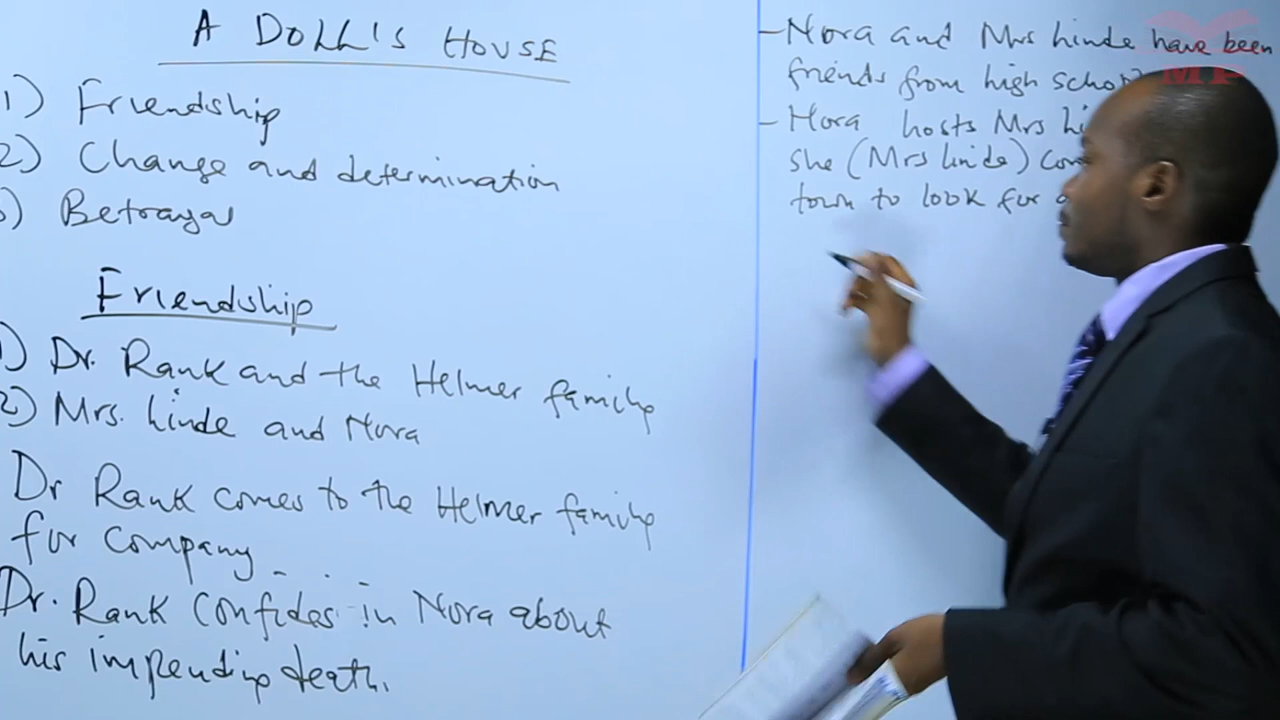 A DOLL'S HOUSE
1) Friendship
2) Change and determination
3) Betrayal
Friendship
1) Dr. Rank and the Helmer family
2) Mrs. Linde and Nora
Dr Rank comes to the Helmer family
for company
Dr. Rank confides in Nora about
his impending death.
- Nora and Mrs Linde have been
friends from high school
- Nora hosts Mrs
she (Mrs Linde)
town to look for
MP